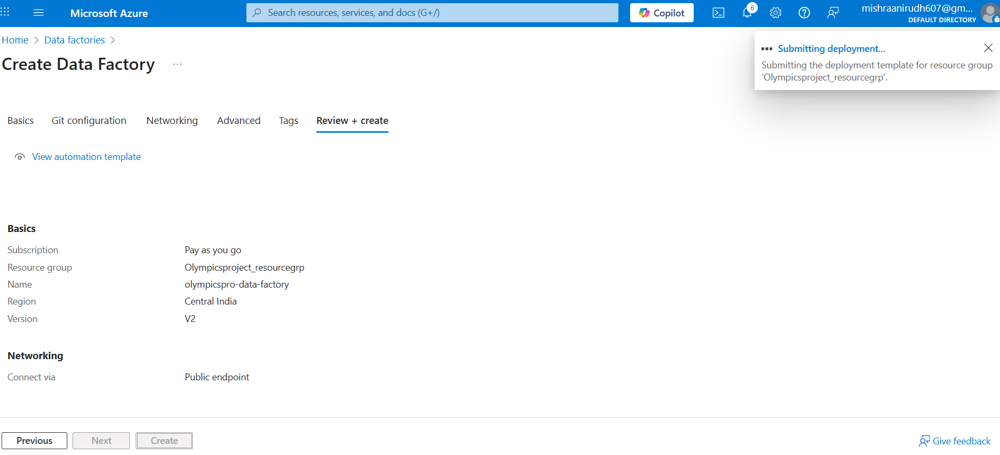 Microsoft Azure
Search resources, services, and docs (G+/)
Copilot
6
mishraanirudh607@gm...
DEFAULT DIRECTORY
Home > Data factories >
Create Data Factory ...
Submitting deployment...
Submitting the deployment template for resource group
'Olympicsproject_resourcegrp'.
Basics Git configuration Networking Advanced Tags Review + create
View automation template
Basics
Subscription Pay as you go
Resource group Olympicsproject_resourcegrp
Name olympicspro-data-factory
Region Central India
Version V2
Networking
Connect via Public endpoint
Previous Next Create
Give feedback